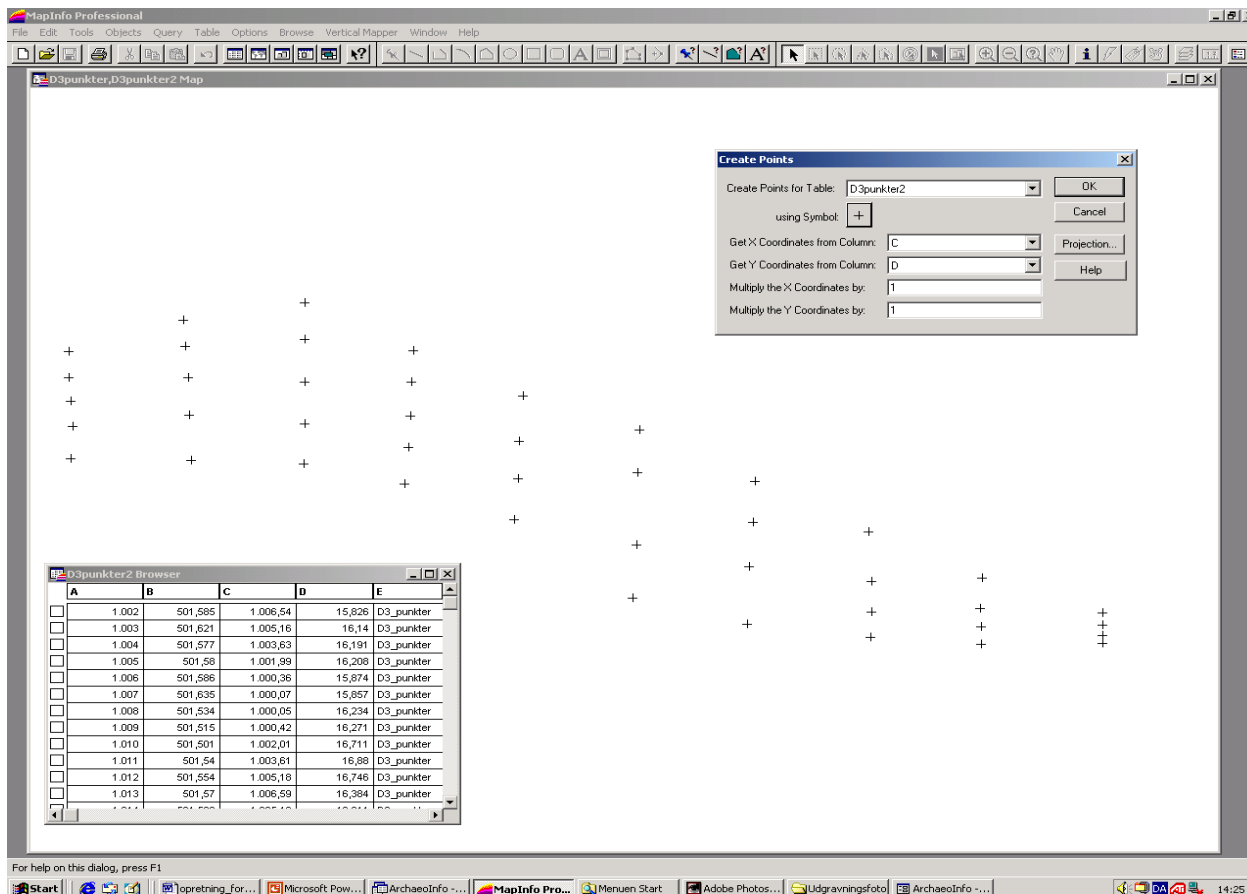 MapInfo Professional
File Edit Tools Objects Query Table Options Browse Vertical Mapper Window Help
D3punkter,D3punkter2 Map
Create Points
Create Points for Table: D3punkter2 OK
using Symbol: Cancel
Get X Coordinates from Column: C Projection...
Get Y Coordinates from Column: D Help
Multiply the X Coordinates by: 1
Multiply the Y Coordinates by: 1
D3punkter2 Browser
A B C D E
1.002 501,585 1.006,54 15,826 D3_punkter
1.003 501,621 1.005,16 16,14 D3_punkter
1.004 501,577 1.003,63 16,191 D3_punkter
1.005 501,58 1.001,99 16,208 D3_punkter
1.006 501,586 1.000,36 15,874 D3_punkter
1.007 501,635 1.000,07 15,857 D3_punkter
1.008 501,534 1.000,05 16,234 D3_punkter
1.009 501,515 1.000,42 16,271 D3_punkter
1.010 501,501 1.002,01 16,711 D3_punkter
1.011 501,54 1.003,61 16,88 D3_punkter
1.012 501,554 1.005,18 16,746 D3_punkter
1.013 501,57 1.006,59 16,384 D3_punkter
For help on this dialog, press F1
Start opretning_for... Microsoft Pow... ArchaeoInfo -... MapInfo Pro... Menuen Start Adobe Photos... Udgravningsfoto ArchaeoInfo -... DA 14:25